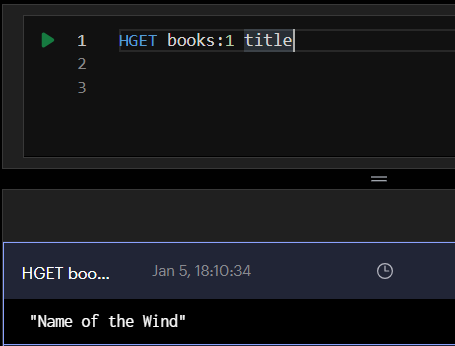 1 HGET books:1 title
2
3
HGET boo... Jan 5, 18:10:34
"Name of the Wind"